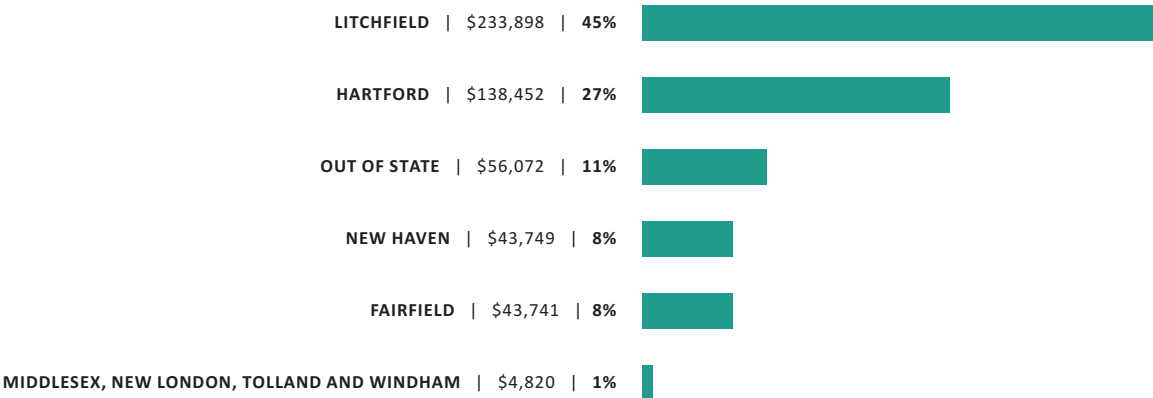 LITCHFIELD | $233,898 | 45%
HARTFORD | $138,452 | 27%
OUT OF STATE | $56,072 | 11%
NEW HAVEN | $43,749 | 8%
FAIRFIELD | $43,741 | 8%
MIDDLESEX, NEW LONDON, TOLLAND AND WINDHAM | $4,820 | 1%